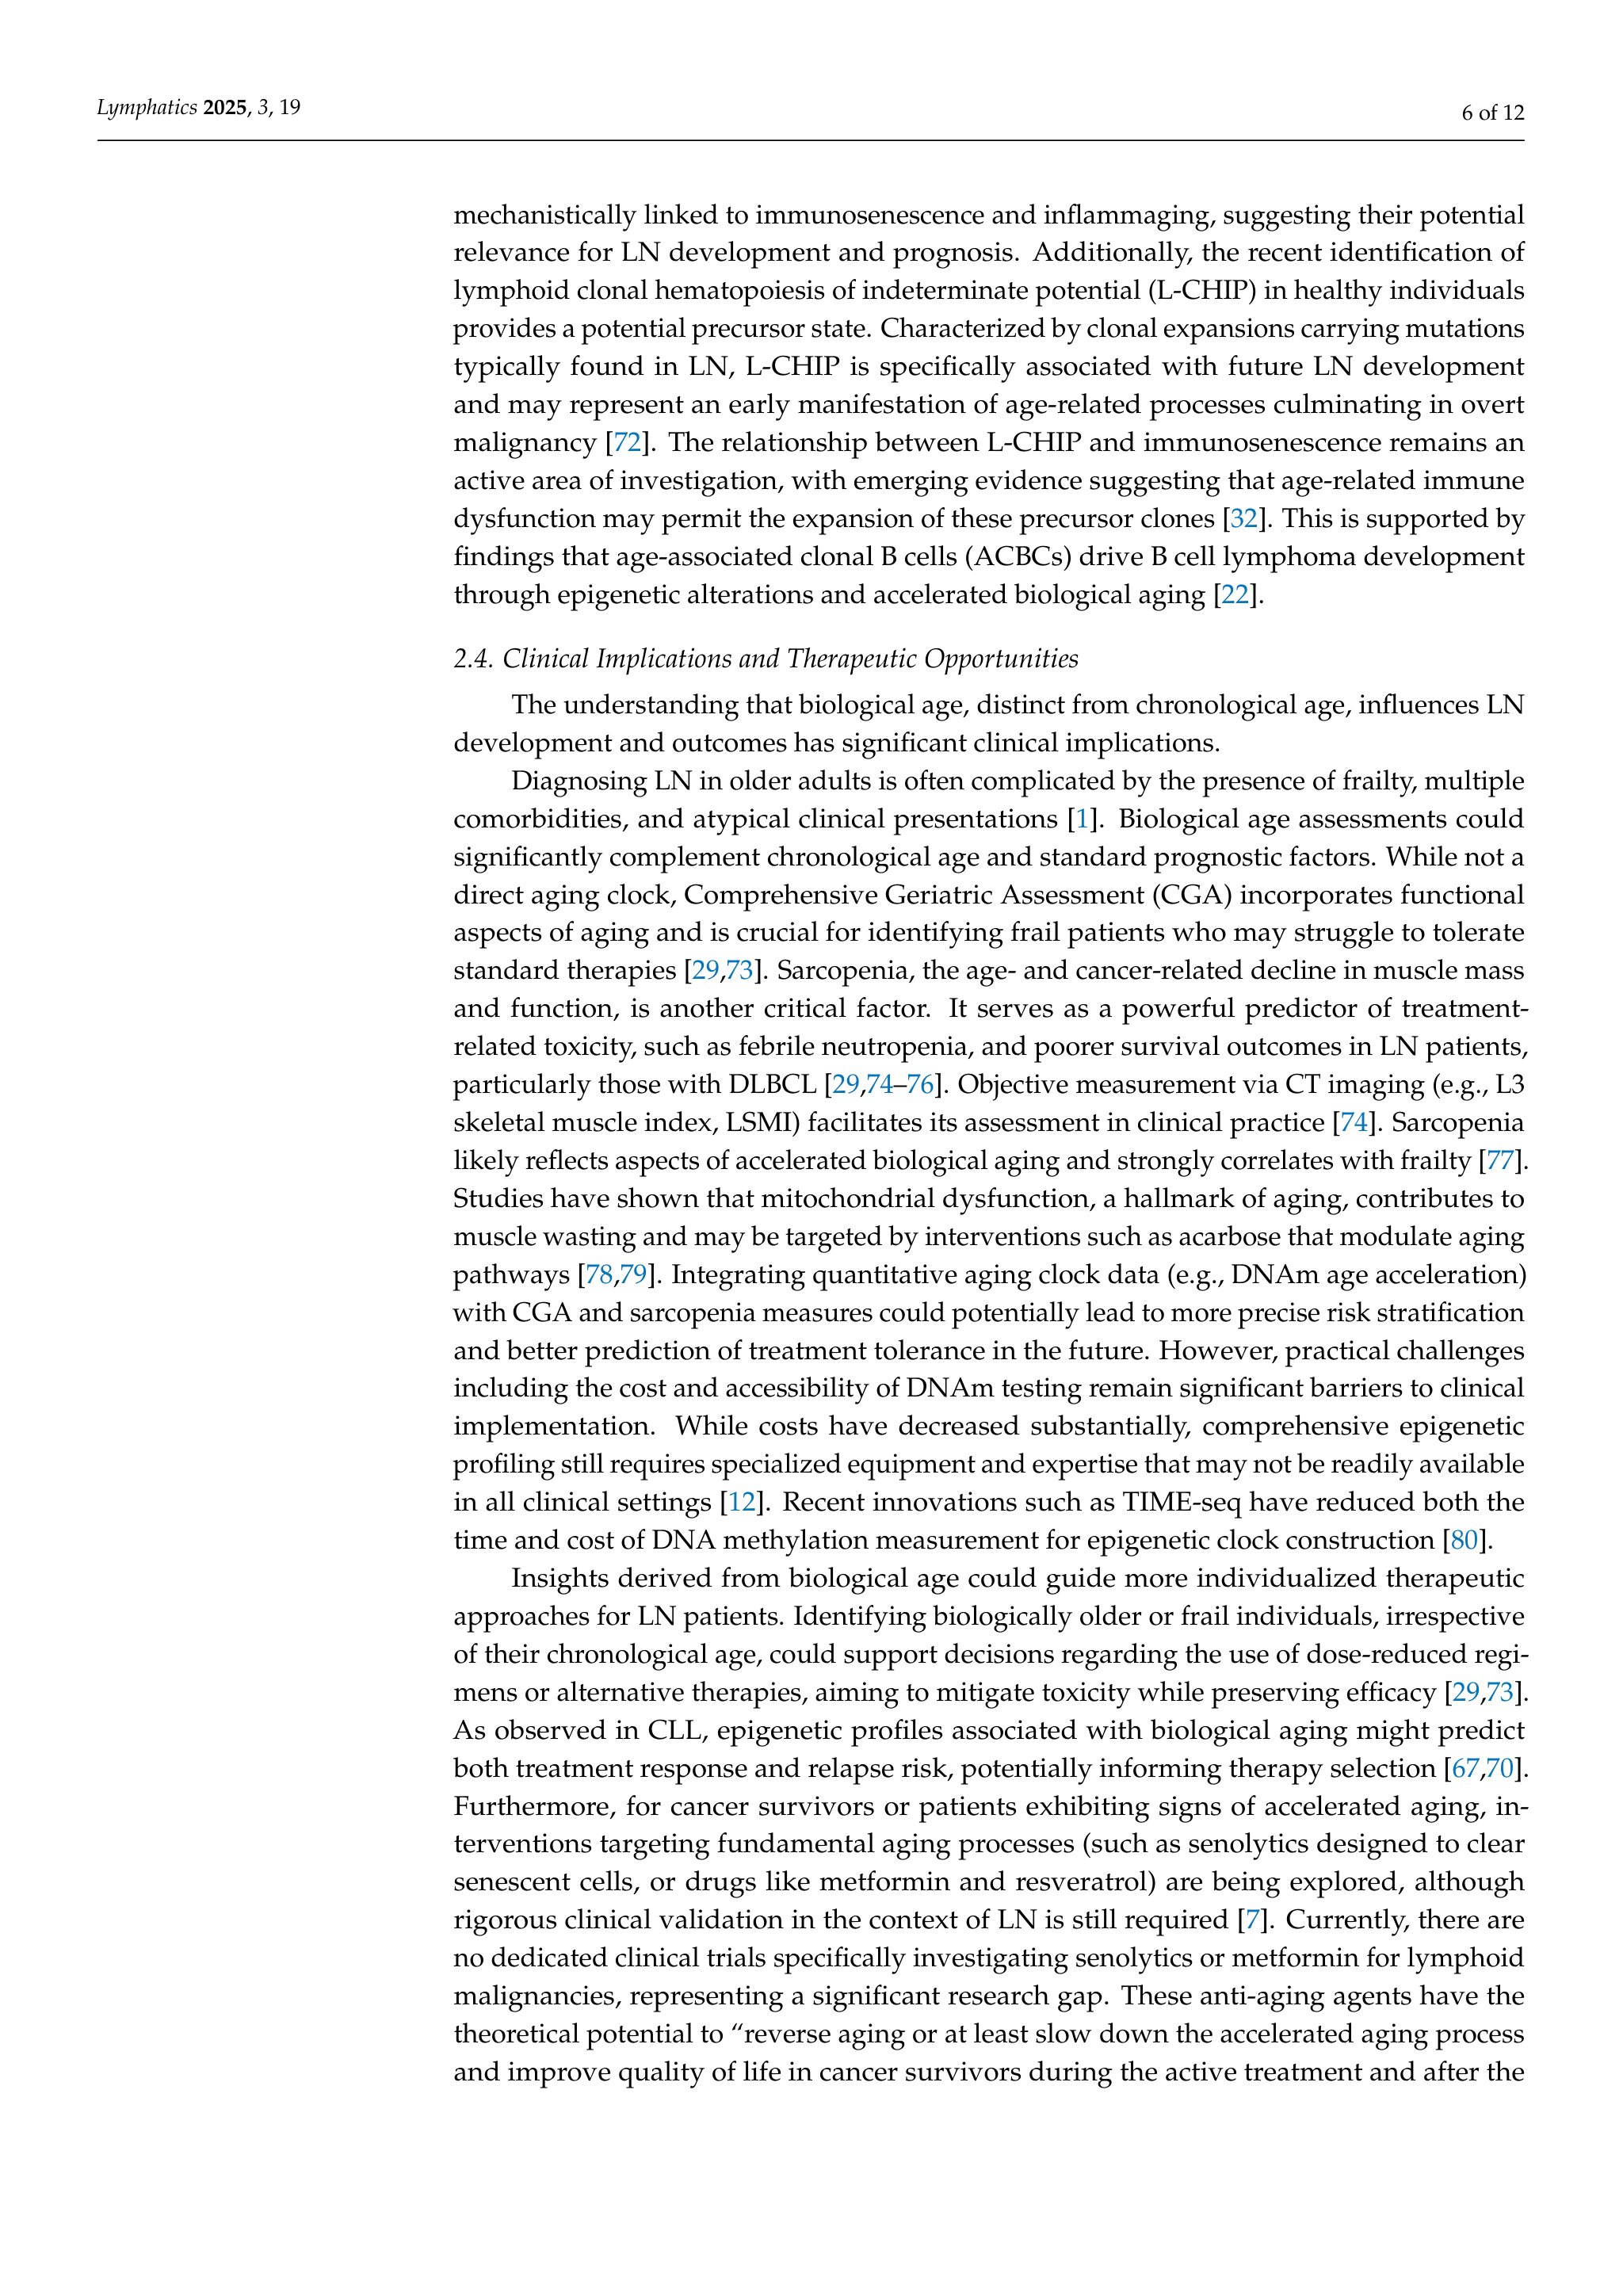 Lymphatics 2025, 3, 19
6 of 12
mechanistically linked to immunosenescence and inflammaging, suggesting their potential
relevance for LN development and prognosis. Additionally, the recent identification of
lymphoid clonal hematopoiesis of indeterminate potential (L-CHIP) in healthy individuals
provides a potential precursor state. Characterized by clonal expansions carrying mutations
typically found in LN, L-CHIP is specifically associated with future LN development
and may represent an early manifestation of age-related processes culminating in overt
malignancy [72]. The relationship between L-CHIP and immunosenescence remains an
active area of investigation, with emerging evidence suggesting that age-related immune
dysfunction may permit the expansion of these precursor clones [32]. This is supported by
findings that age-associated clonal B cells (ACBCs) drive B cell lymphoma development
through epigenetic alterations and accelerated biological aging [22].
2.4. Clinical Implications and Therapeutic Opportunities
The understanding that biological age, distinct from chronological age, influences LN
development and outcomes has significant clinical implications.
Diagnosing LN in older adults is often complicated by the presence of frailty, multiple
comorbidities, and atypical clinical presentations [1]. Biological age assessments could
significantly complement chronological age and standard prognostic factors. While not a
direct aging clock, Comprehensive Geriatric Assessment (CGA) incorporates functional
aspects of aging and is crucial for identifying frail patients who may struggle to tolerate
standard therapies [29,73]. Sarcopenia, the age- and cancer-related decline in muscle mass
and function, is another critical factor. It serves as a powerful predictor of treatment-
related toxicity, such as febrile neutropenia, and poorer survival outcomes in LN patients,
particularly those with DLBCL [29,74–76]. Objective measurement via CT imaging (e.g., L3
skeletal muscle index, LSMI) facilitates its assessment in clinical practice [74]. Sarcopenia
likely reflects aspects of accelerated biological aging and strongly correlates with frailty [77].
Studies have shown that mitochondrial dysfunction, a hallmark of aging, contributes to
muscle wasting and may be targeted by interventions such as acarbose that modulate aging
pathways [78,79]. Integrating quantitative aging clock data (e.g., DNAm age acceleration)
with CGA and sarcopenia measures could potentially lead to more precise risk stratification
and better prediction of treatment tolerance in the future. However, practical challenges
including the cost and accessibility of DNAm testing remain significant barriers to clinical
implementation. While costs have decreased substantially, comprehensive epigenetic
profiling still requires specialized equipment and expertise that may not be readily available
in all clinical settings [12]. Recent innovations such as TIME-seq have reduced both the
time and cost of DNA methylation measurement for epigenetic clock construction [80].
Insights derived from biological age could guide more individualized therapeutic
approaches for LN patients. Identifying biologically older or frail individuals, irrespective
of their chronological age, could support decisions regarding the use of dose-reduced regi-
mens or alternative therapies, aiming to mitigate toxicity while preserving efficacy [29,73].
As observed in CLL, epigenetic profiles associated with biological aging might predict
both treatment response and relapse risk, potentially informing therapy selection [67,70].
Furthermore, for cancer survivors or patients exhibiting signs of accelerated aging, in-
terventions targeting fundamental aging processes (such as senolytics designed to clear
senescent cells, or drugs like metformin and resveratrol) are being explored, although
rigorous clinical validation in the context of LN is still required [7]. Currently, there are
no dedicated clinical trials specifically investigating senolytics or metformin for lymphoid
malignancies, representing a significant research gap. These anti-aging agents have the
theoretical potential to “reverse aging or at least slow down the accelerated aging process
and improve quality of life in cancer survivors during the active treatment and after the